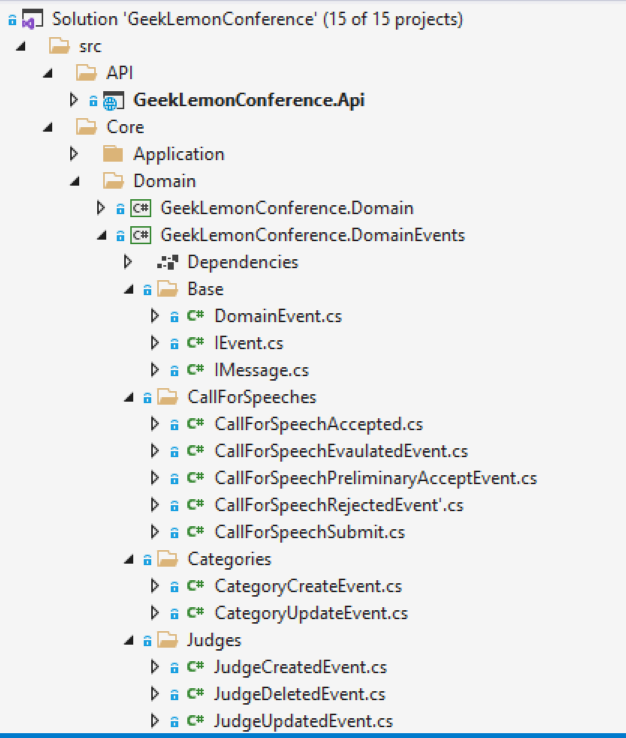 Solution 'GeekLemonConference' (15 of 15 projects)
src
API
GeekLemonConference.Api
Core
Application
Domain
C# GeekLemonConference.Domain
C# GeekLemonConference.DomainEvents
Dependencies
Base
C# DomainEvent.cs
C# IEvent.cs
C# IMessage.cs
CallForSpeeches
C# CallForSpeechAccepted.cs
C# CallForSpeechEvaulatedEvent.cs
C# CallForSpeechPreliminaryAcceptEvent.cs
C# CallForSpeechRejectedEvent'.cs
C# CallForSpeechSubmit.cs
Categories
C# CategoryCreateEvent.cs
C# CategoryUpdateEvent.cs
Judges
C# JudgeCreatedEvent.cs
C# JudgeDeletedEvent.cs
C# JudgeUpdatedEvent.cs